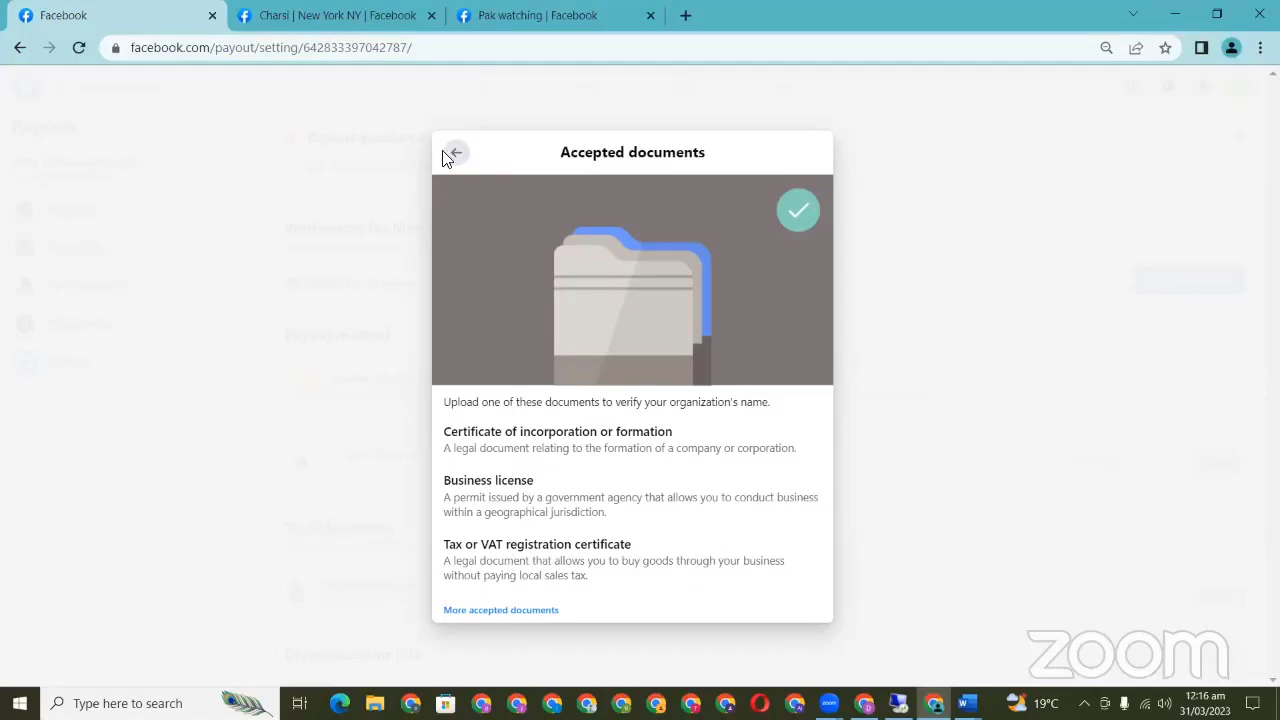 Facebook
Charsi | New York NY | Facebook
Pak watching | Facebook
facebook.com/payout/setting/642833397042787/
Accepted documents
Upload one of these documents to verify your organization's name.
Certificate of incorporation or formation
A legal document relating to the formation of a company or corporation.
Business license
A permit issued by a government agency that allows you to conduct business
within a geographical jurisdiction.
Tax or VAT registration certificate
A legal document that allows you to buy goods through your business
without paying local sales tax.
More accepted documents
zoom
Type here to search
19°C
12:16 am
31/03/2023